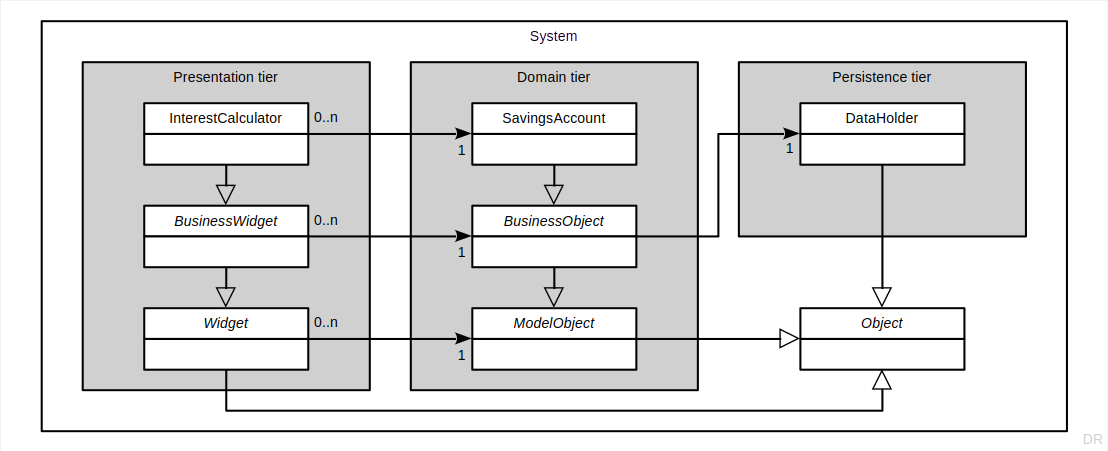 System
Presentation tier
Domain tier
Persistence tier
InterestCalculator
0..n
SavingsAccount
1
DataHolder
1
BusinessWidget
0..n
BusinessObject
1
Widget
0..n
ModelObject
1
Object
DR